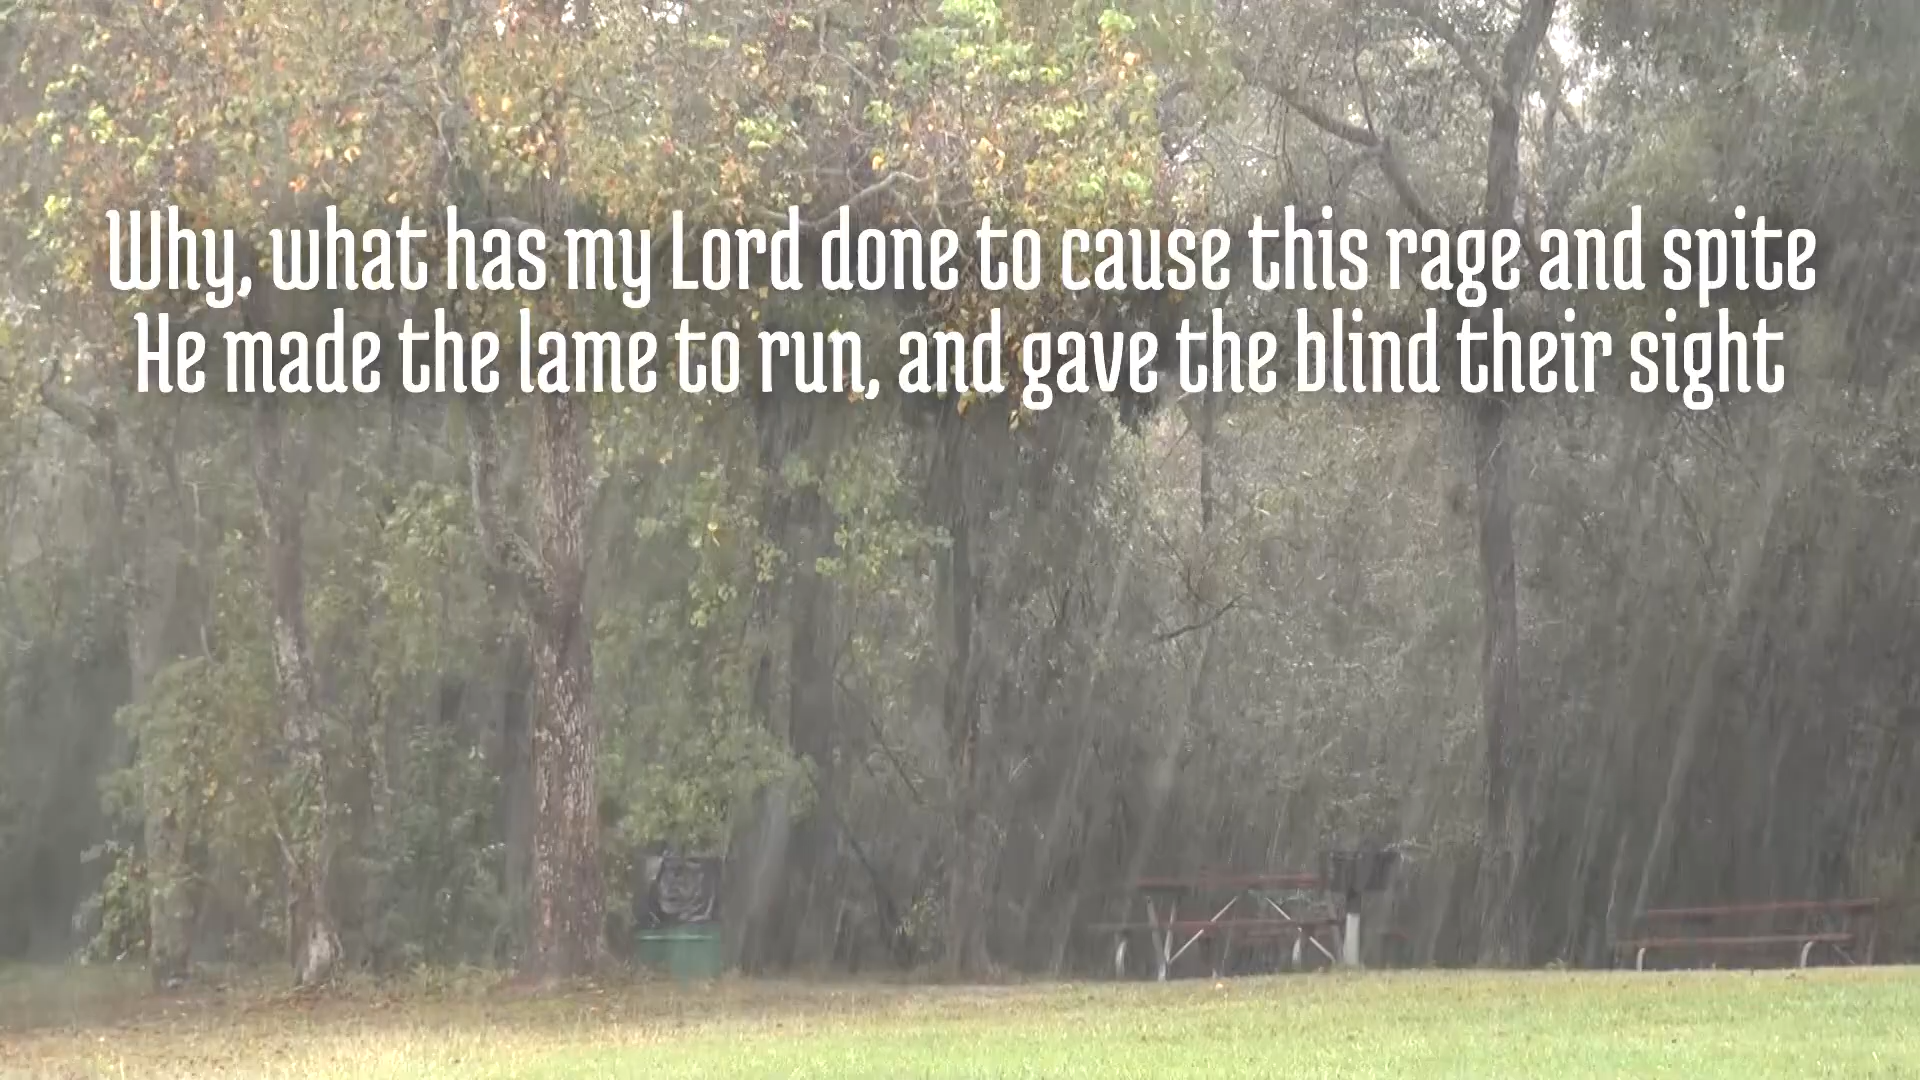 Why, what has my Lord done to cause this rage and spite
He made the lame to run, and gave the blind their sight